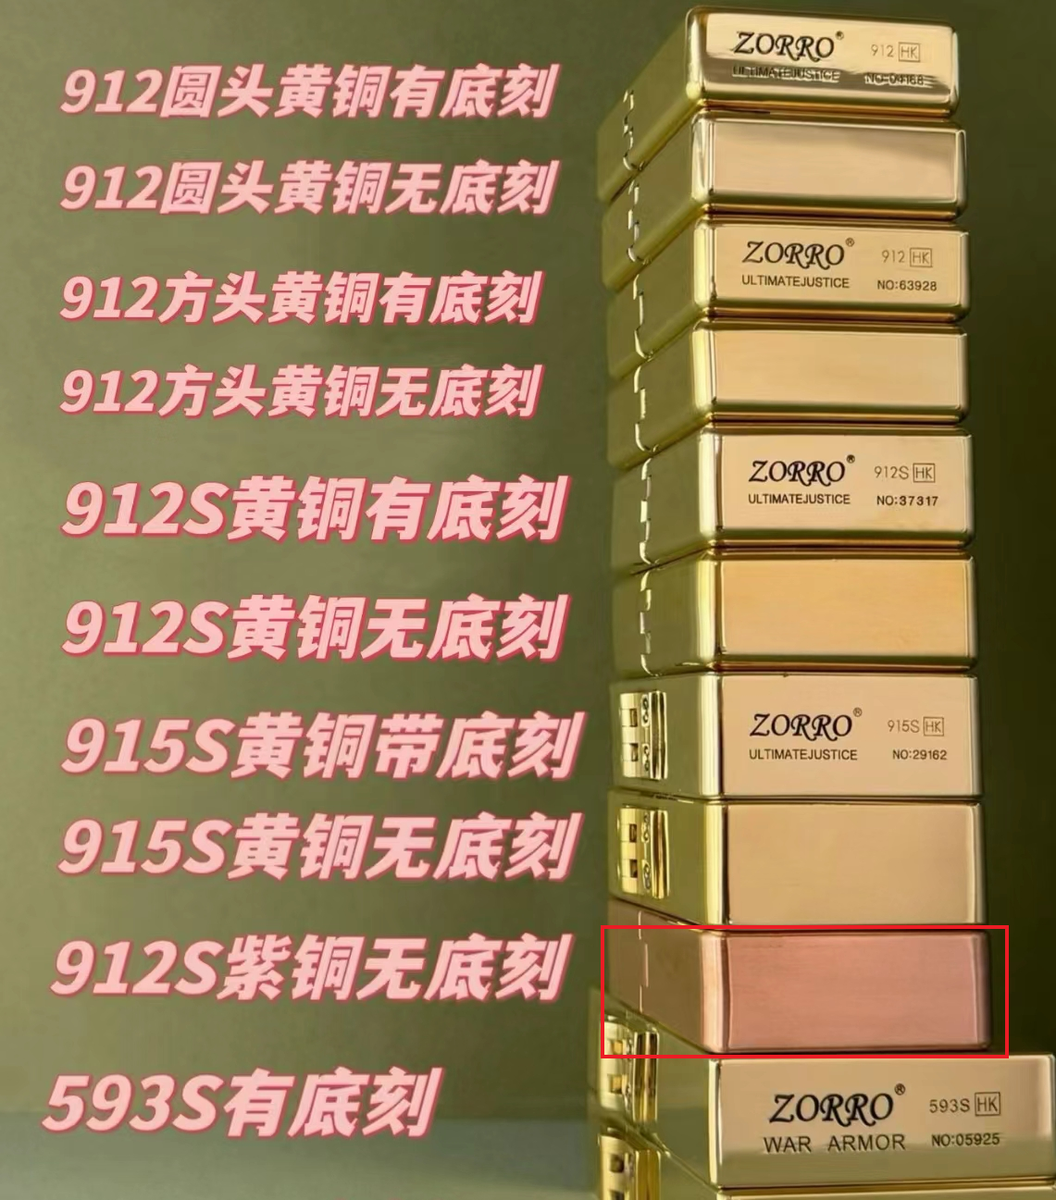 912圆头黄铜有底刻
ZORRO® 912 HK
ULTIMATEJUSTICE NO:04168
912圆头黄铜无底刻
912方头黄铜有底刻
ZORRO® 912 HK
ULTIMATEJUSTICE NO:63928
912方头黄铜无底刻
912S黄铜有底刻
ZORRO® 912S HK
ULTIMATEJUSTICE NO:37317
912S黄铜无底刻
915S黄铜带底刻
ZORRO® 915S HK
ULTIMATEJUSTICE NO:29162
915S黄铜无底刻
912S紫铜无底刻
593S有底刻
ZORRO® 593S HK
WAR ARMOR NO:05925